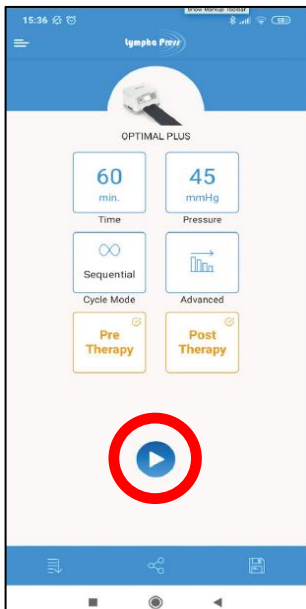 Show Markup Toolbar
15:36
Lympha Press
OPTIMAL PLUS
60
min.
Time
45
mmHg
Pressure
Sequential
Cycle Mode
Advanced
Pre
Therapy
Post
Therapy